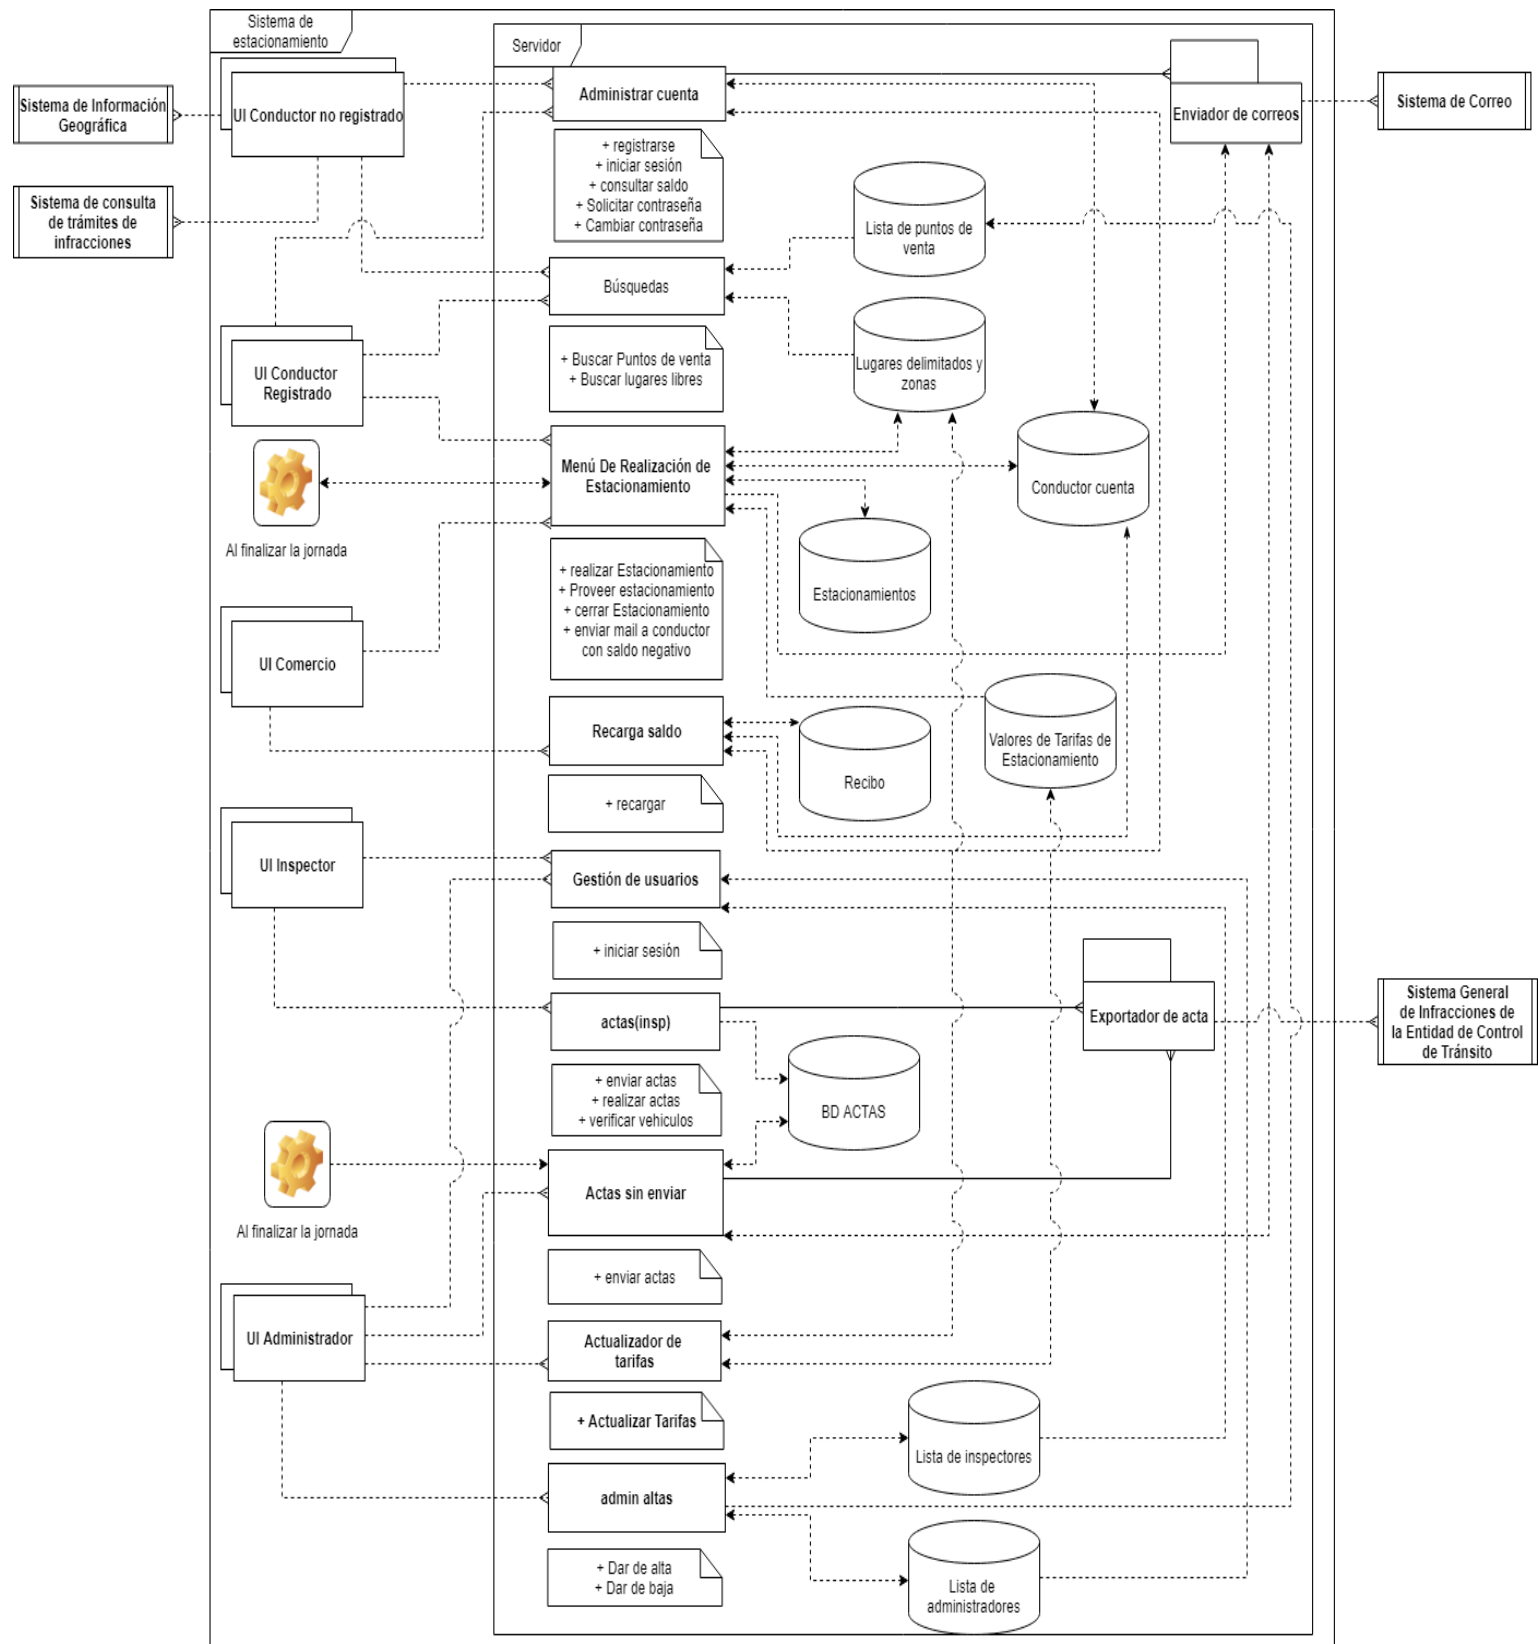 Sistema de
estacionamiento
Servidor
Sistema de Información
Geográfica
UI Conductor no registrado
Administrar cuenta
Enviador de correos
Sistema de Correo
+ registrarse
+ iniciar sesión
+ consultar saldo
+ Solicitar contraseña
+ Cambiar contraseña
Sistema de consulta
de trámites de
infracciones
Lista de puntos de
venta
Búsquedas
UI Conductor
Registrado
+ Buscar Puntos de venta
+ Buscar lugares libres
Lugares delimitados y
zonas
Menú De Realización de
Estacionamiento
Conductor cuenta
Al finalizar la jornada
+ realizar Estacionamiento
+ Proveer estacionamiento
+ cerrar Estacionamiento
+ enviar mail a conductor
con saldo negativo
Estacionamientos
UI Comercio
Recarga saldo
Recibo
Valores de Tarifas de
Estacionamiento
+ recargar
UI Inspector
Gestión de usuarios
+ iniciar sesión
actas(insp)
Exportador de acta
Sistema General
de Infracciones de
la Entidad de Control
de Tránsito
+ enviar actas
+ realizar actas
+ verificar vehiculos
BD ACTAS
Al finalizar la jornada
Actas sin enviar
+ enviar actas
UI Administrador
Actualizador de
tarifas
+ Actualizar Tarifas
Lista de inspectores
admin altas
+ Dar de alta
+ Dar de baja
Lista de
administradores